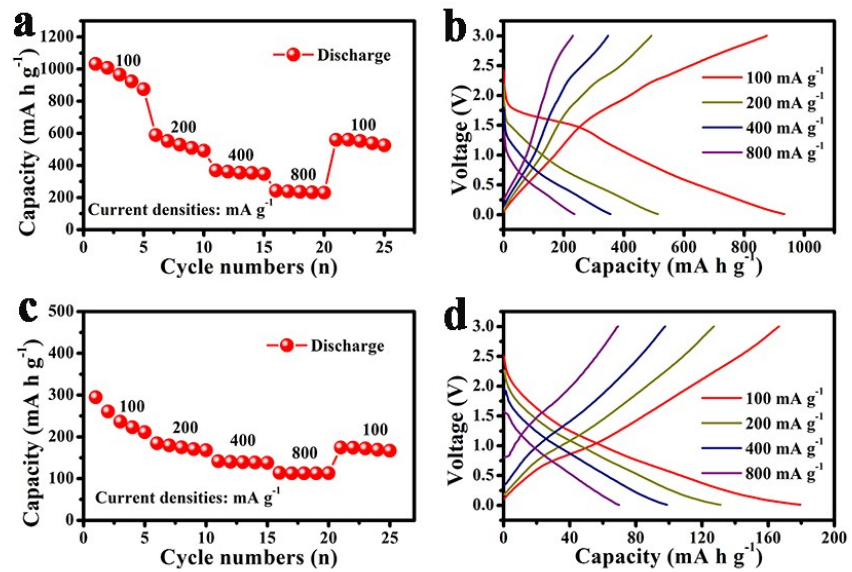 a
1200
1000
800
600
400
200
0
100
200
400
800
100
Discharge
Current densities: mA g⁻¹
0 5 10 15 20 25
Cycle numbers (n)
Capacity (mA h g⁻¹)
b
3.0
2.5
2.0
1.5
1.0
0.5
0.0
100 mA g⁻¹
200 mA g⁻¹
400 mA g⁻¹
800 mA g⁻¹
0 200 400 600 800 1000
Capacity (mA h g⁻¹)
Voltage (V)
c
500
400
300
200
100
0
100
200
400
800
100
Discharge
Current densities: mA g⁻¹
0 5 10 15 20 25
Cycle numbers (n)
Capacity (mA h g⁻¹)
d
3.0
2.5
2.0
1.5
1.0
0.5
0.0
100 mA g⁻¹
200 mA g⁻¹
400 mA g⁻¹
800 mA g⁻¹
0 40 80 120 160 200
Capacity (mA h g⁻¹)
Voltage (V)